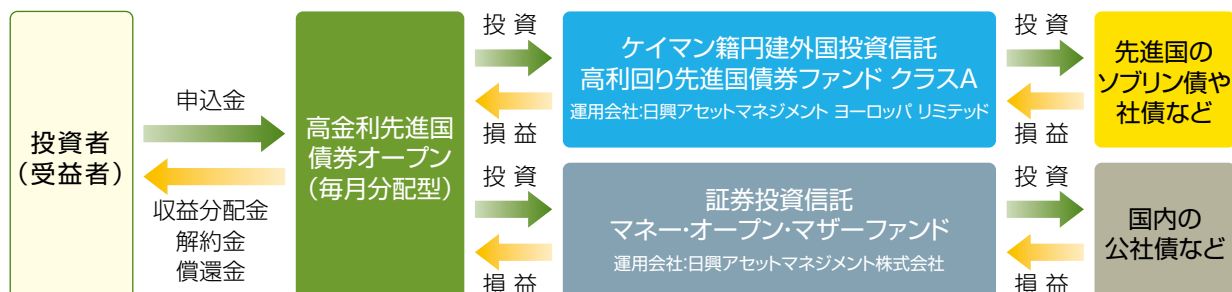 投資者
(受益者)
申込金
収益分配金
解約金
償還金
高金利先進国
債券オープン
(毎月分配型)
投 資
損 益
ケイマン籍円建外国投資信託
高利回り先進国債券ファンド クラスA
運用会社:日興アセットマネジメント ヨーロッパ リミテッド
投 資
損 益
先進国の
ソブリン債や
社債など
投 資
損 益
証券投資信託
マネー・オープン・マザーファンド
運用会社:日興アセットマネジメント株式会社
投 資
損 益
国内の
公社債など